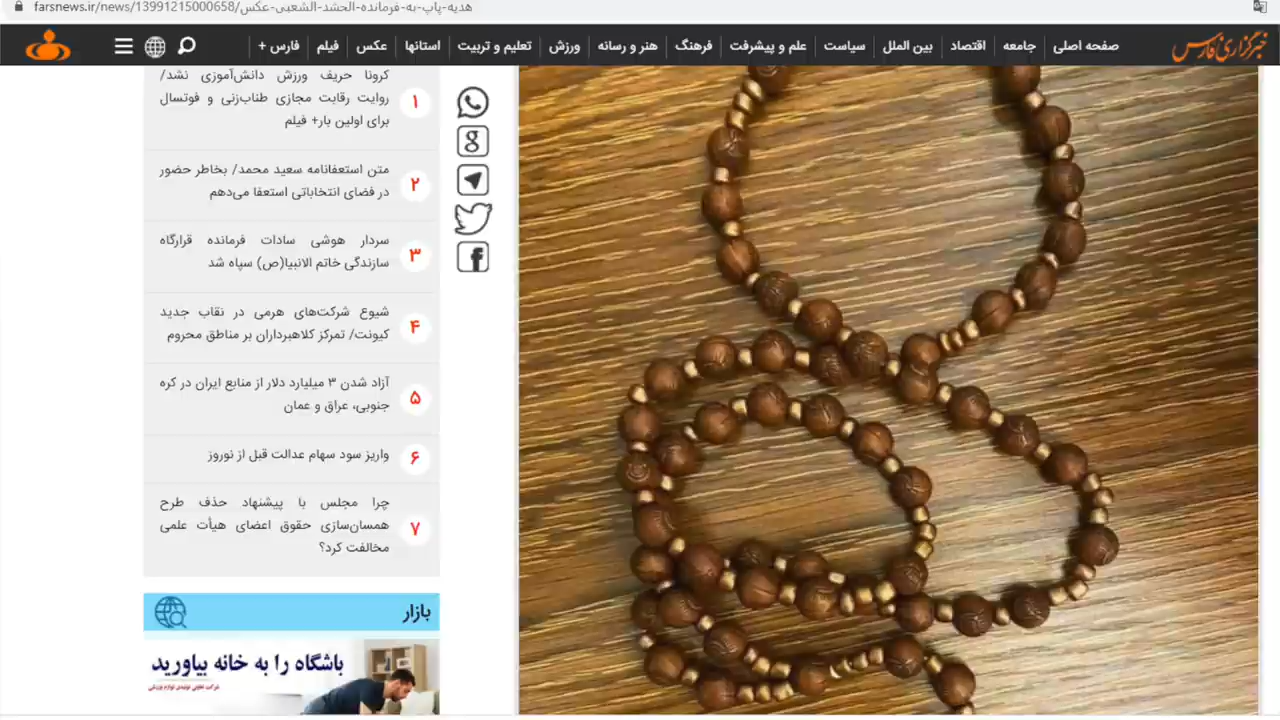 farsnews.ir/news/13991215000658/هدیه-پاپ-به-فرمانده-الحشد-الشعبی-عکس
خبرگزاری فارس
صفحه اصلی
جامعه
اقتصاد
بین الملل
سیاست
علم و پیشرفت
فرهنگ
هنر و رسانه
ورزش
تعلیم و تربیت
استانها
عکس
فیلم
فارس +
۱
کرونا حریف ورزش دانش‌آموزی نشد/
روایت رقابت مجازی طناب‌زنی و فوتسال
برای اولین بار+ فیلم
۲
متن استعفانامه سعید محمد/ بخاطر حضور
در فضای انتخاباتی استعفا می‌دهم
۳
سردار هوشی سادات فرمانده قرارگاه
سازندگی خاتم الانبیا(ص) سپاه شد
۴
شیوع شرکت‌های هرمی در نقاب جدید
کیونت/ تمرکز کلاهبرداران بر مناطق محروم
۵
آزاد شدن ۳ میلیارد دلار از منابع ایران در کره
جنوبی، عراق و عمان
۶
واریز سود سهام عدالت قبل از نوروز
۷
چرا مجلس با پیشنهاد حذف طرح
همسان‌سازی حقوق اعضای هیأت علمی
مخالفت کرد؟
بازار
باشگاه را به خانه بیاورید
شرکت تعاونی تولیدی لوازم ورزشی